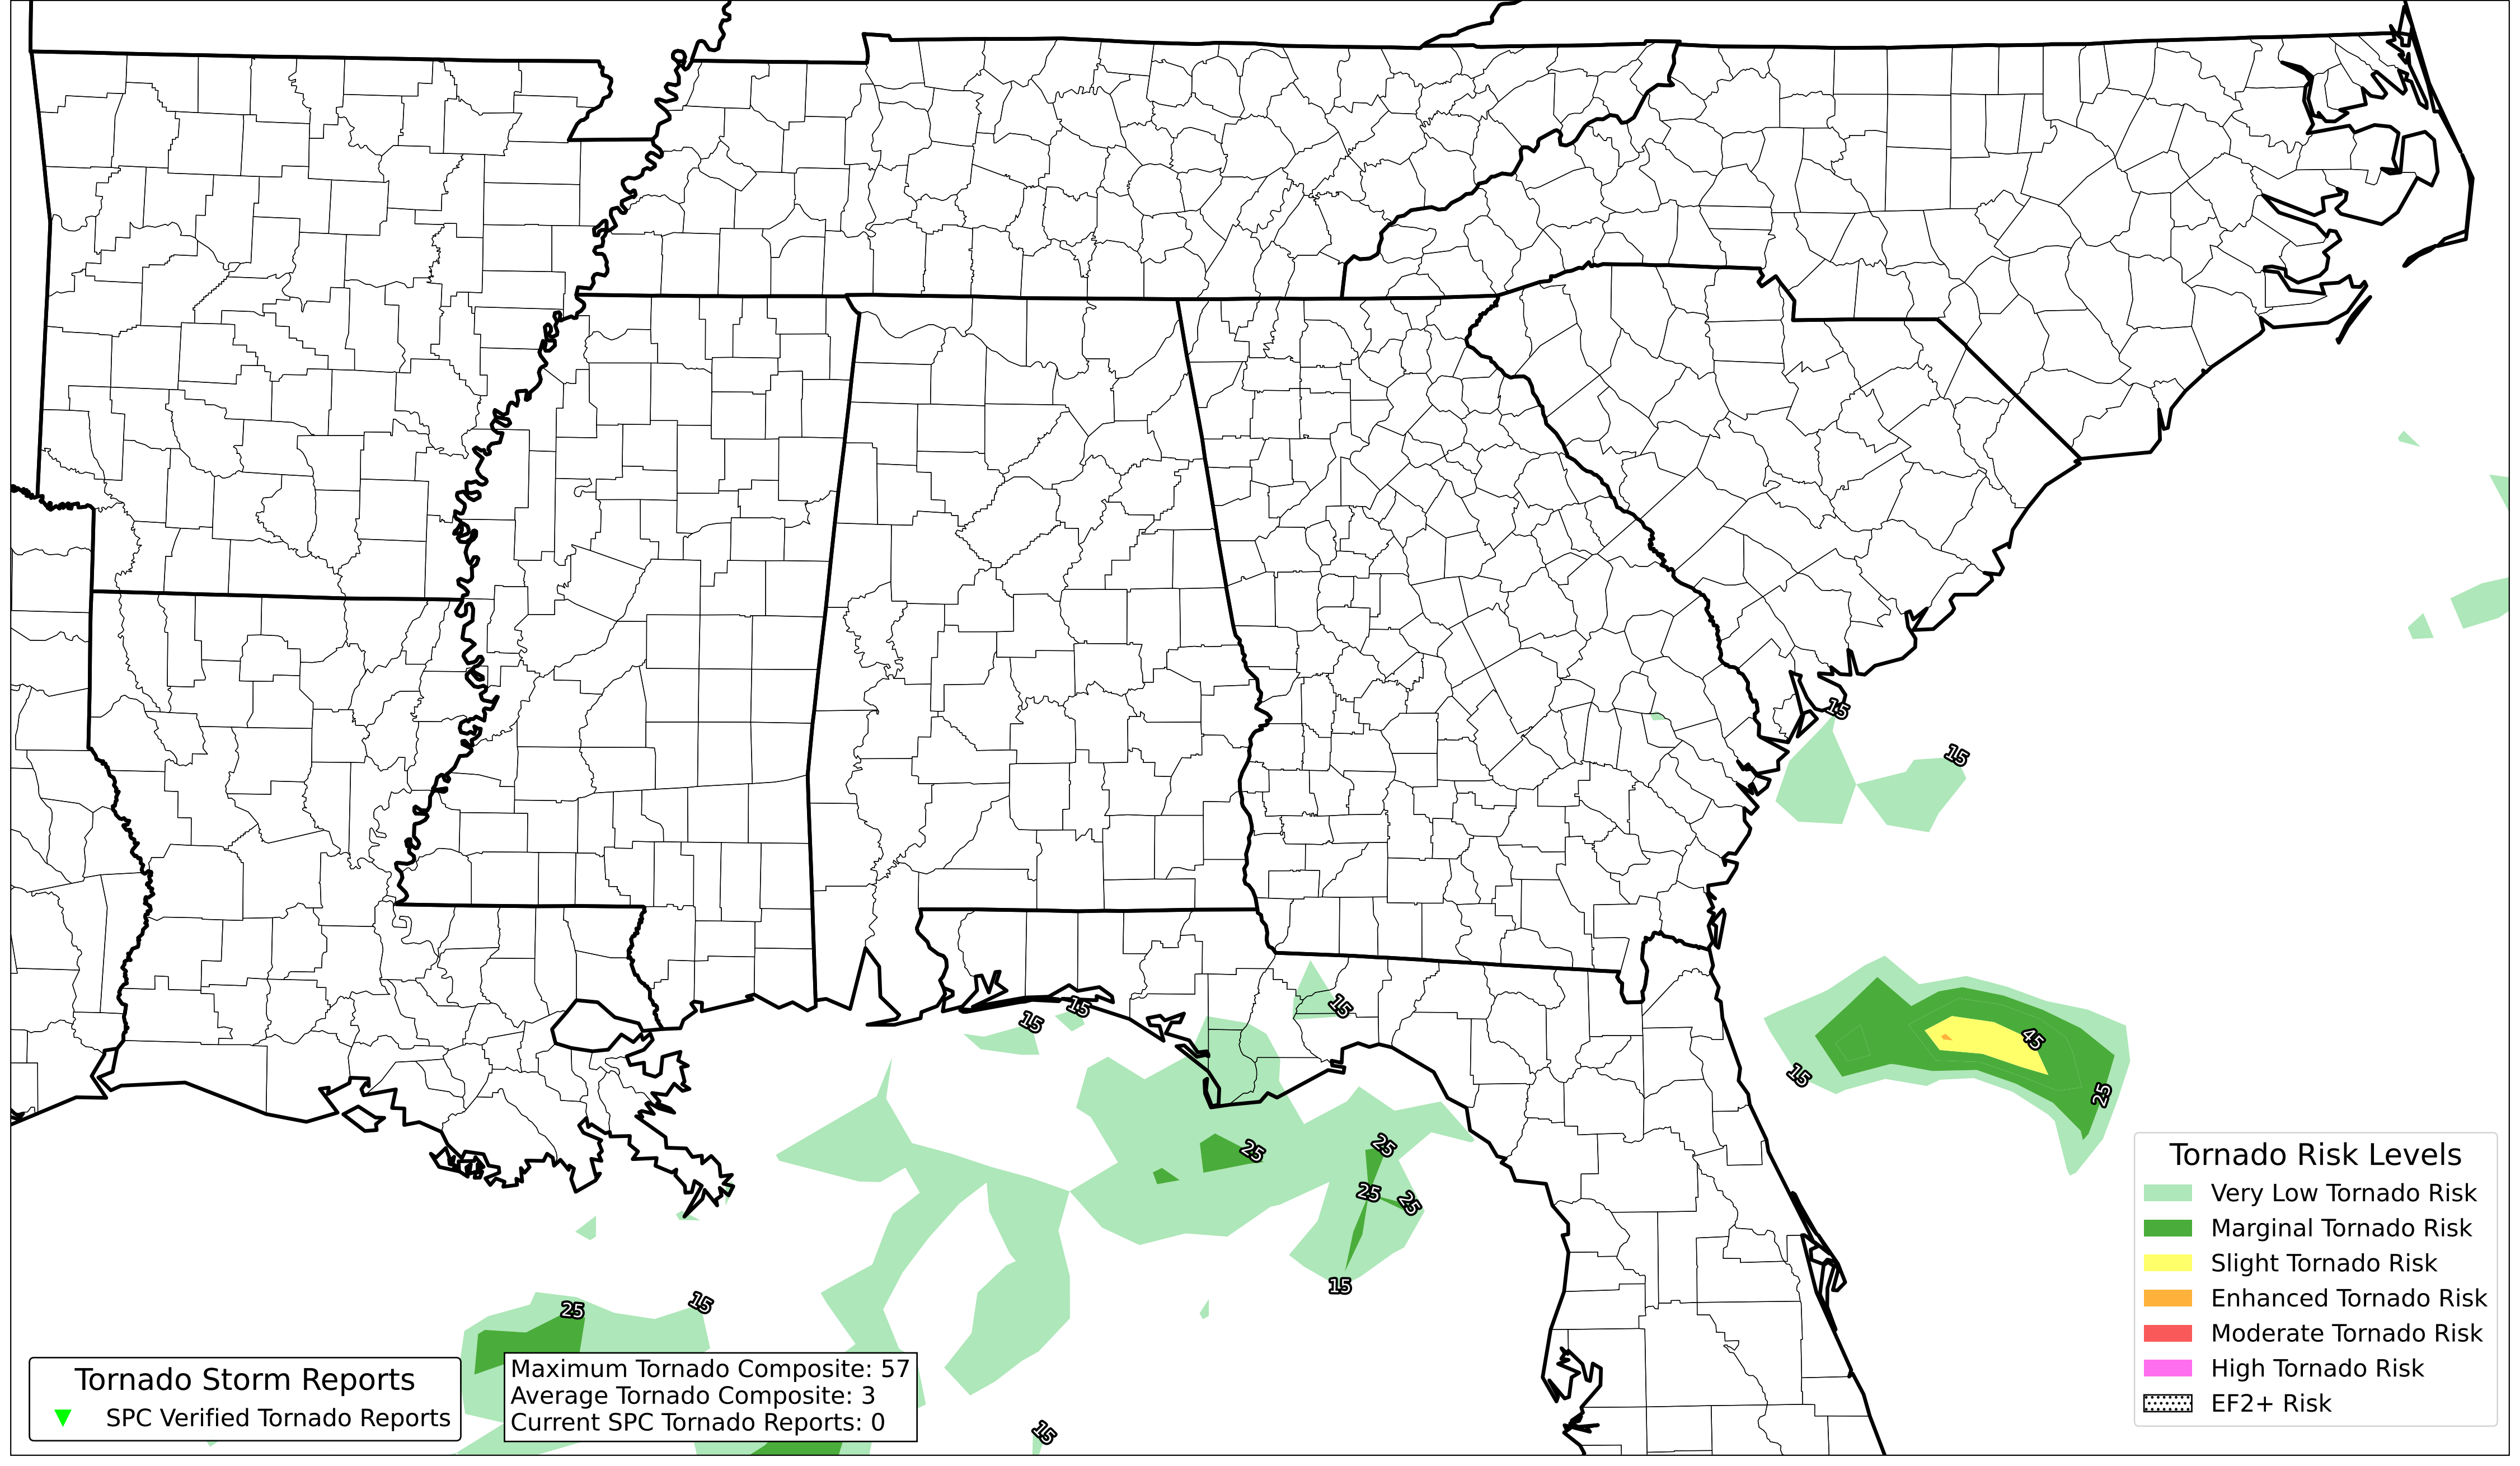 15
15
15
15
15
45
15
25
25
25
25
25
15
25
15
15
Tornado Risk Levels
Very Low Tornado Risk
Marginal Tornado Risk
Slight Tornado Risk
Enhanced Tornado Risk
Moderate Tornado Risk
High Tornado Risk
EF2+ Risk
Tornado Storm Reports
SPC Verified Tornado Reports
Maximum Tornado Composite: 57
Average Tornado Composite: 3
Current SPC Tornado Reports: 0